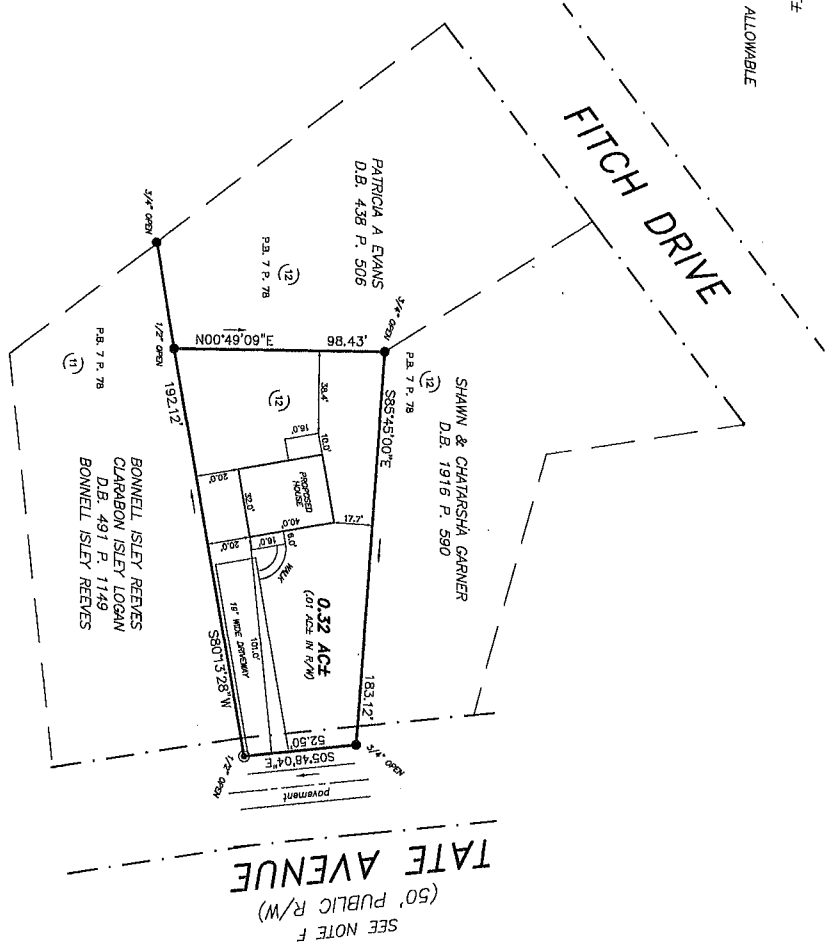 ±
ALLOWABLE
FITCH DRIVE
PATRICIA A EVANS
D.B. 438 P. 506
3/4" OPEN
12
P.B. 7 P. 78
3/4" OPEN
1/2" OPEN
N00°49'09"E
98.43'
P.B. 7 P. 78
12
SHAWN & CHATARSHA GARNER
D.B. 1916 P. 590
S85°45'00"E
P.B. 7 P. 78
11
192.12'
12
38.4'
16.0'
10.0'
20.0'
32.0'
PROPOSED
HOUSE
40.0'
17.7'
20.0'
16.0'
6.0'
WALK
BONNELL ISLEY REEVES
CLARABON ISLEY LOGAN
D.B. 491 P. 1149
BONNELL ISLEY REEVES
0.32 AC±
(.01 AC± IN R/W)
101.0'
WIDE DRIVEWAY
S80°13'28"W
183.12'
52.50'
S05°48'04"E
3/4" OPEN
1/2" OPEN
pavement
TATE AVENUE
(50' PUBLIC R/W)
SEE NOTE F